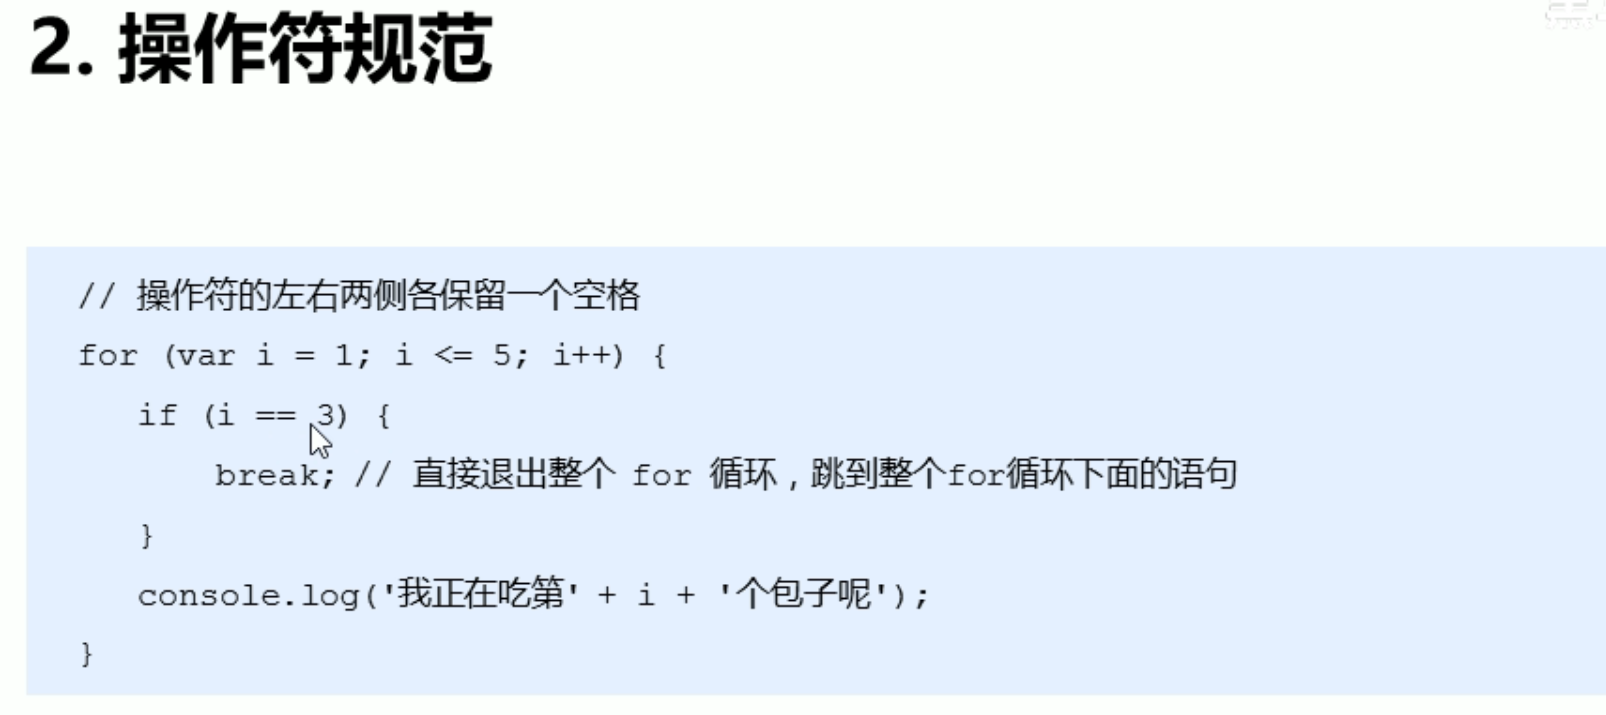 2. 操作符规范
// 操作符的左右两侧各保留一个空格
for (var i = 1; i <= 5; i++) {
if (i == 3) {
break; // 直接退出整个 for 循环，跳到整个for循环下面的语句
}
console.log('我正在吃第' + i + '个包子呢');
}